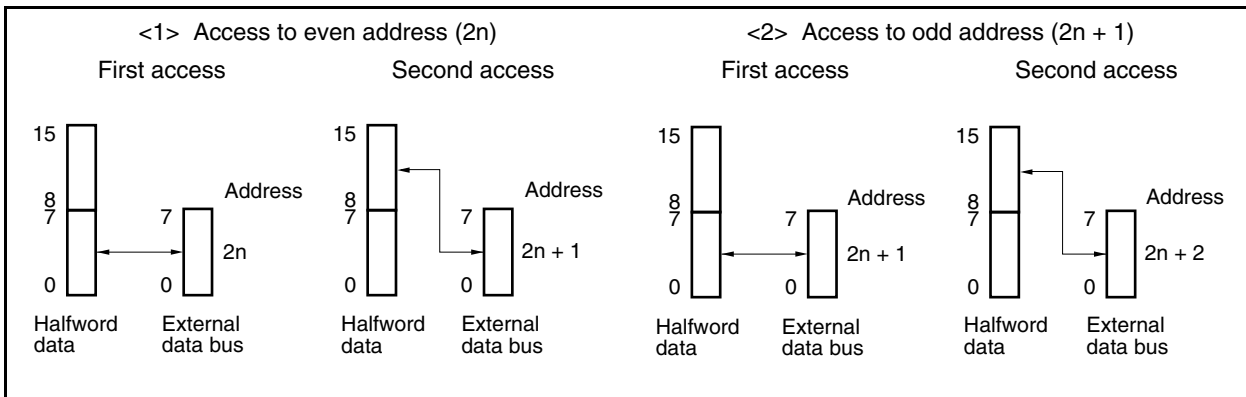 <1> Access to even address (2n)
First access
Second access
15
8
7
0
Halfword
data
7
0
External
data bus
Address
2n
15
8
7
0
Halfword
data
7
0
External
data bus
Address
2n + 1
<2> Access to odd address (2n + 1)
First access
Second access
15
8
7
0
Halfword
data
7
0
External
data bus
Address
2n + 1
15
8
7
0
Halfword
data
7
0
External
data bus
Address
2n + 2